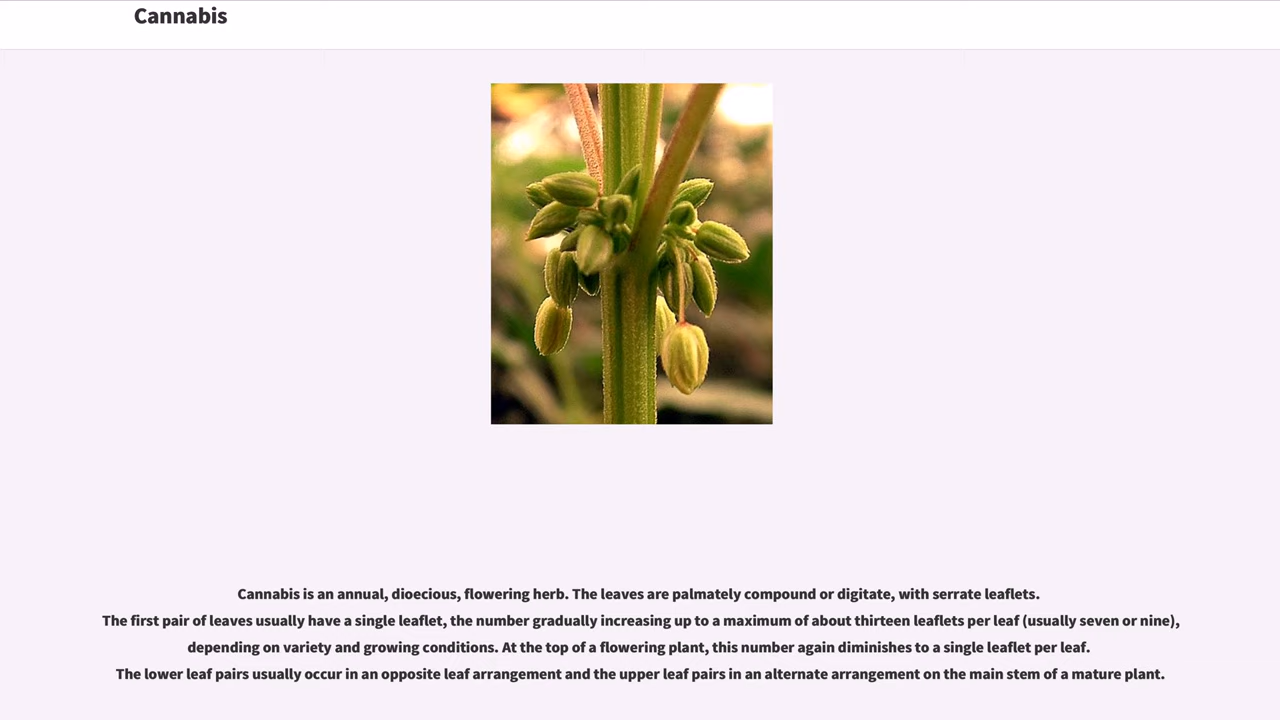 Cannabis
Cannabis is an annual, dioecious, flowering herb. The leaves are palmately compound or digitate, with serrate leaflets.
The first pair of leaves usually have a single leaflet, the number gradually increasing up to a maximum of about thirteen leaflets per leaf (usually seven or nine),
depending on variety and growing conditions. At the top of a flowering plant, this number again diminishes to a single leaflet per leaf.
The lower leaf pairs usually occur in an opposite leaf arrangement and the upper leaf pairs in an alternate arrangement on the main stem of a mature plant.